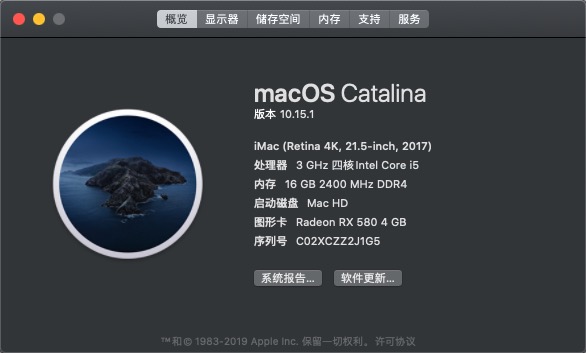 概览 显示器 储存空间 内存 支持 服务
macOS Catalina
版本 10.15.1
iMac (Retina 4K, 21.5-inch, 2017)
处理器 3 GHz 四核Intel Core i5
内存 16 GB 2400 MHz DDR4
启动磁盘 Mac HD
图形卡 Radeon RX 580 4 GB
序列号 C02XCZZ2J1G5
系统报告... 软件更新...
™和© 1983-2019 Apple Inc. 保留一切权利。许可协议